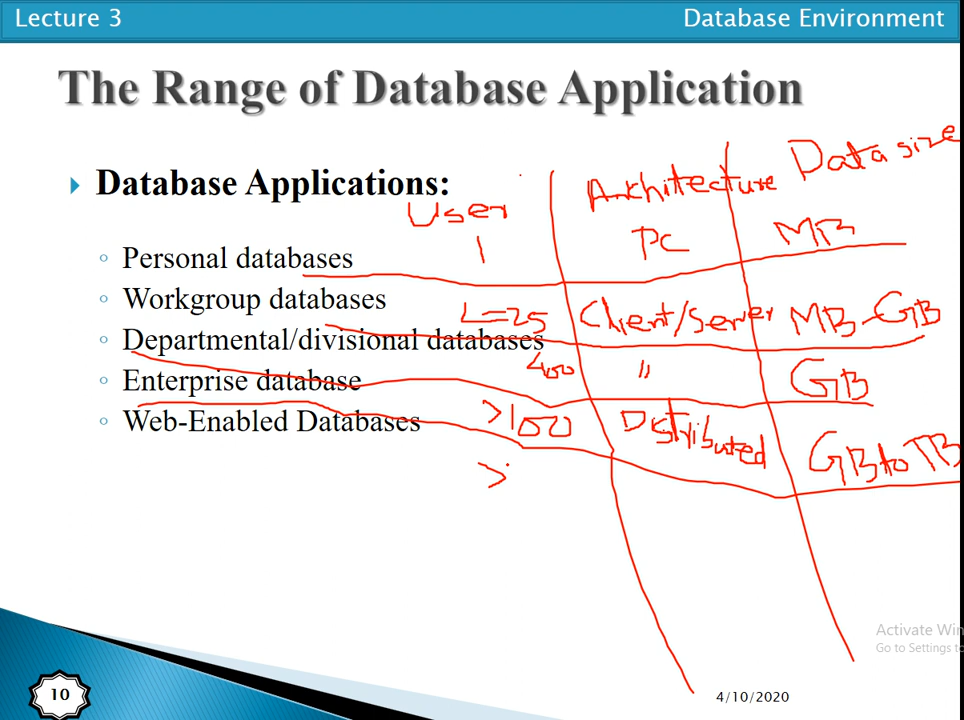 Lecture 3 Database Environment
The Range of Database Application
Database Applications:
User Architecture Data size
Personal databases 1 PC MB
Workgroup databases <=25 Client/server MB-GB
Departmental/divisional databases
Enterprise database 〃 GB
Web-Enabled Databases >100 Distributed GB to TB
>
Activate Win
Go to Settings t
10 4/10/2020